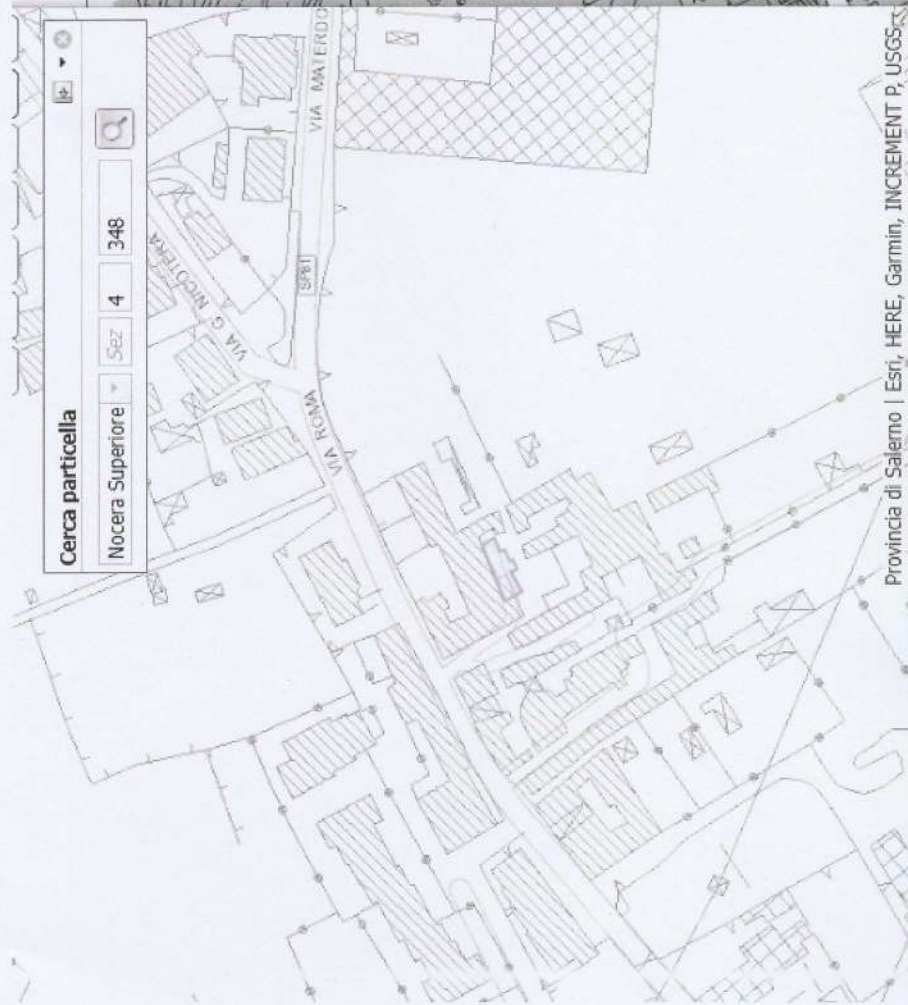 Cerca particella
Nocera Superiore Sez 4 348
VIA G NICOTERA
VIA MATERDO
SP81
VIA ROMA
Provincia di Salerno | Esri, HERE, Garmin, INCREMENT P, USGS